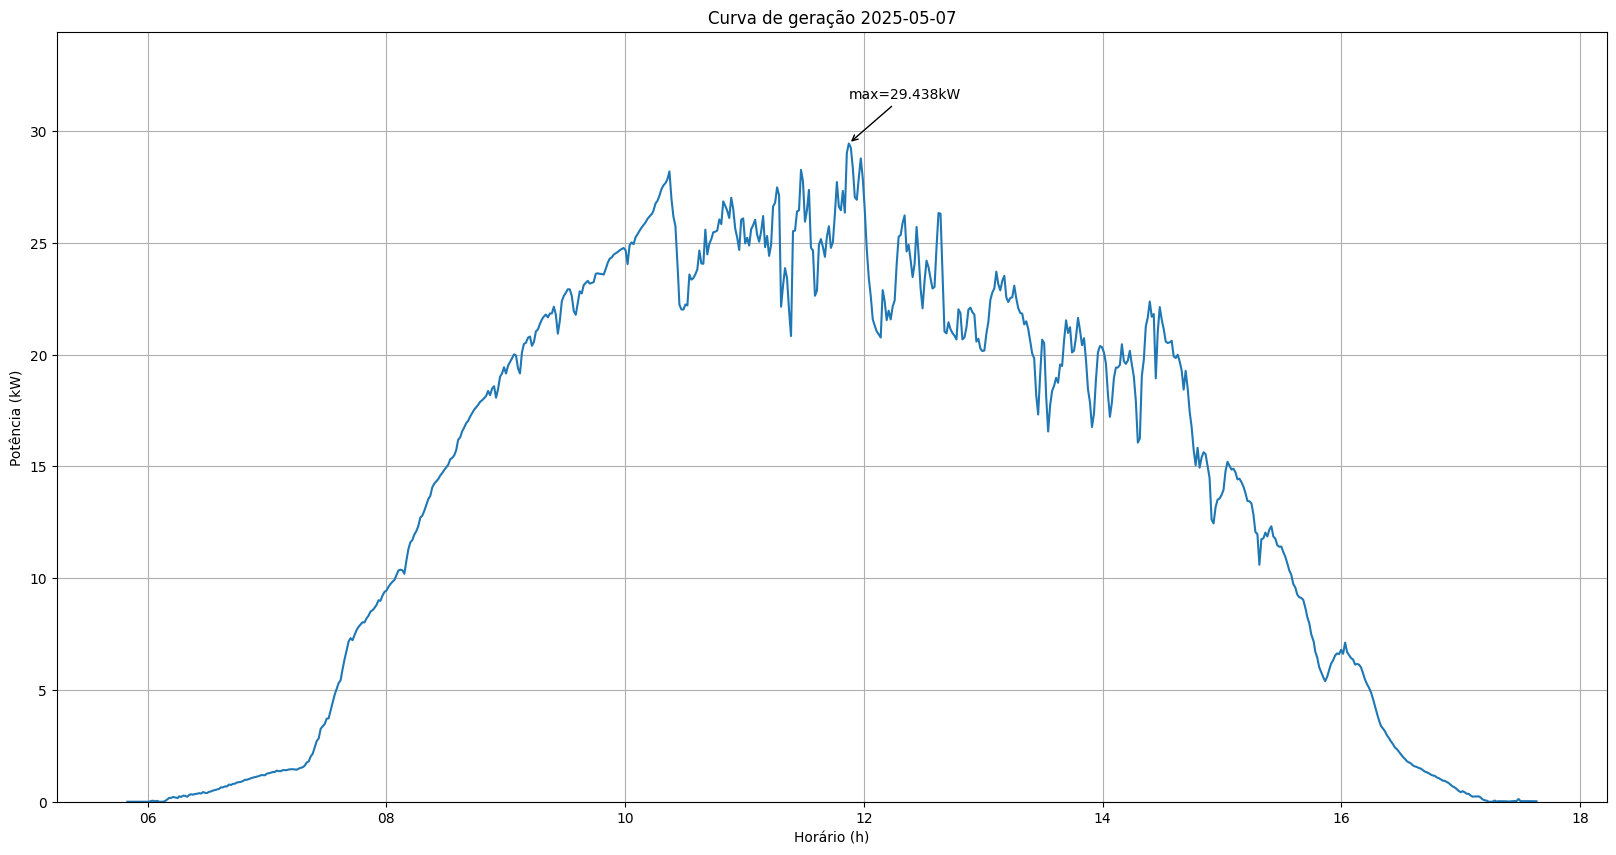 Curva de geração 2025-05-07
max=29.438kW
Potência (kW)
30
25
20
15
10
5
0
06 08 10 12 14 16 18
Horário (h)